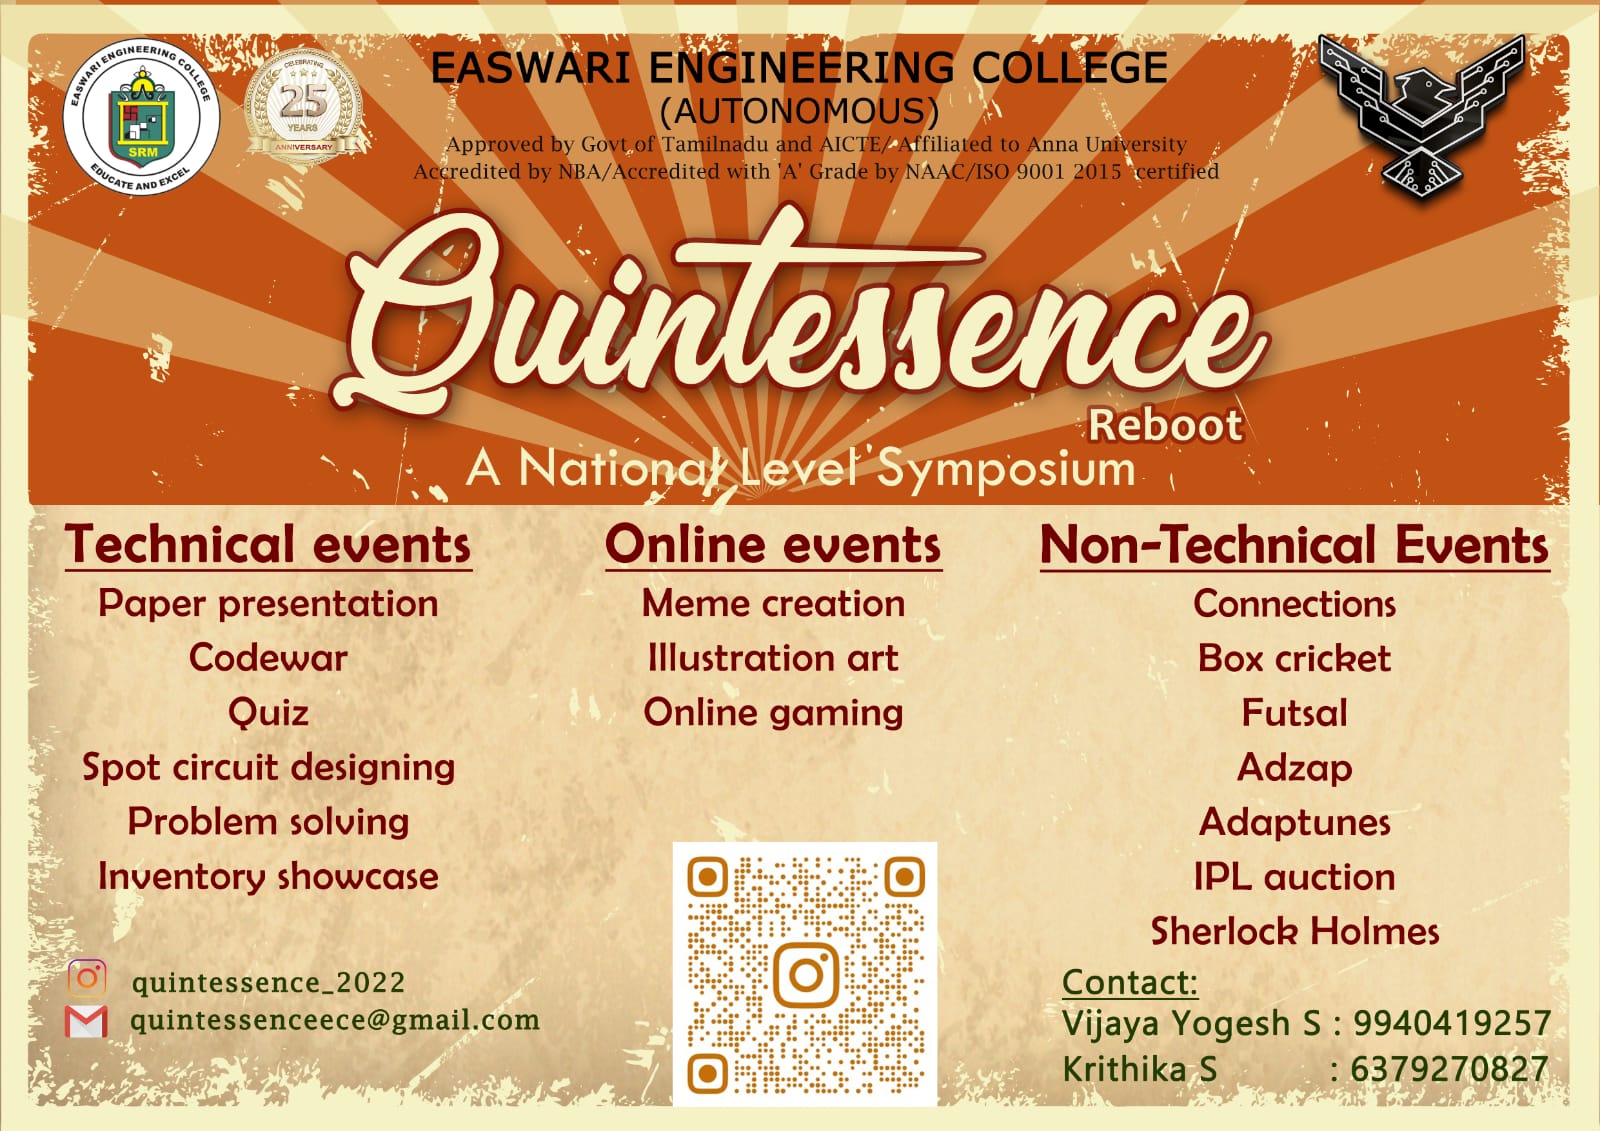 EASWARI ENGINEERING COLLEGE
EDUCATE AND EXCEL
SRM
CELEBRATING
25
YEARS
ANNIVERSARY
EASWARI ENGINEERING COLLEGE
(AUTONOMOUS)
Approved by Govt of Tamilnadu and AICTE/ Affiliated to Anna University
Accredited by NBA/Accredited with 'A' Grade by NAAC/ISO 9001 2015 certified
Quintessence
Reboot
A National Level Symposium
Technical events
Paper presentation
Codewar
Quiz
Spot circuit designing
Problem solving
Inventory showcase
Online events
Meme creation
Illustration art
Online gaming
Non-Technical Events
Connections
Box cricket
Futsal
Adzap
Adaptunes
IPL auction
Sherlock Holmes
quintessence_2022
quintessenceece@gmail.com
Contact:
Vijaya Yogesh S : 9940419257
Krithika S : 6379270827